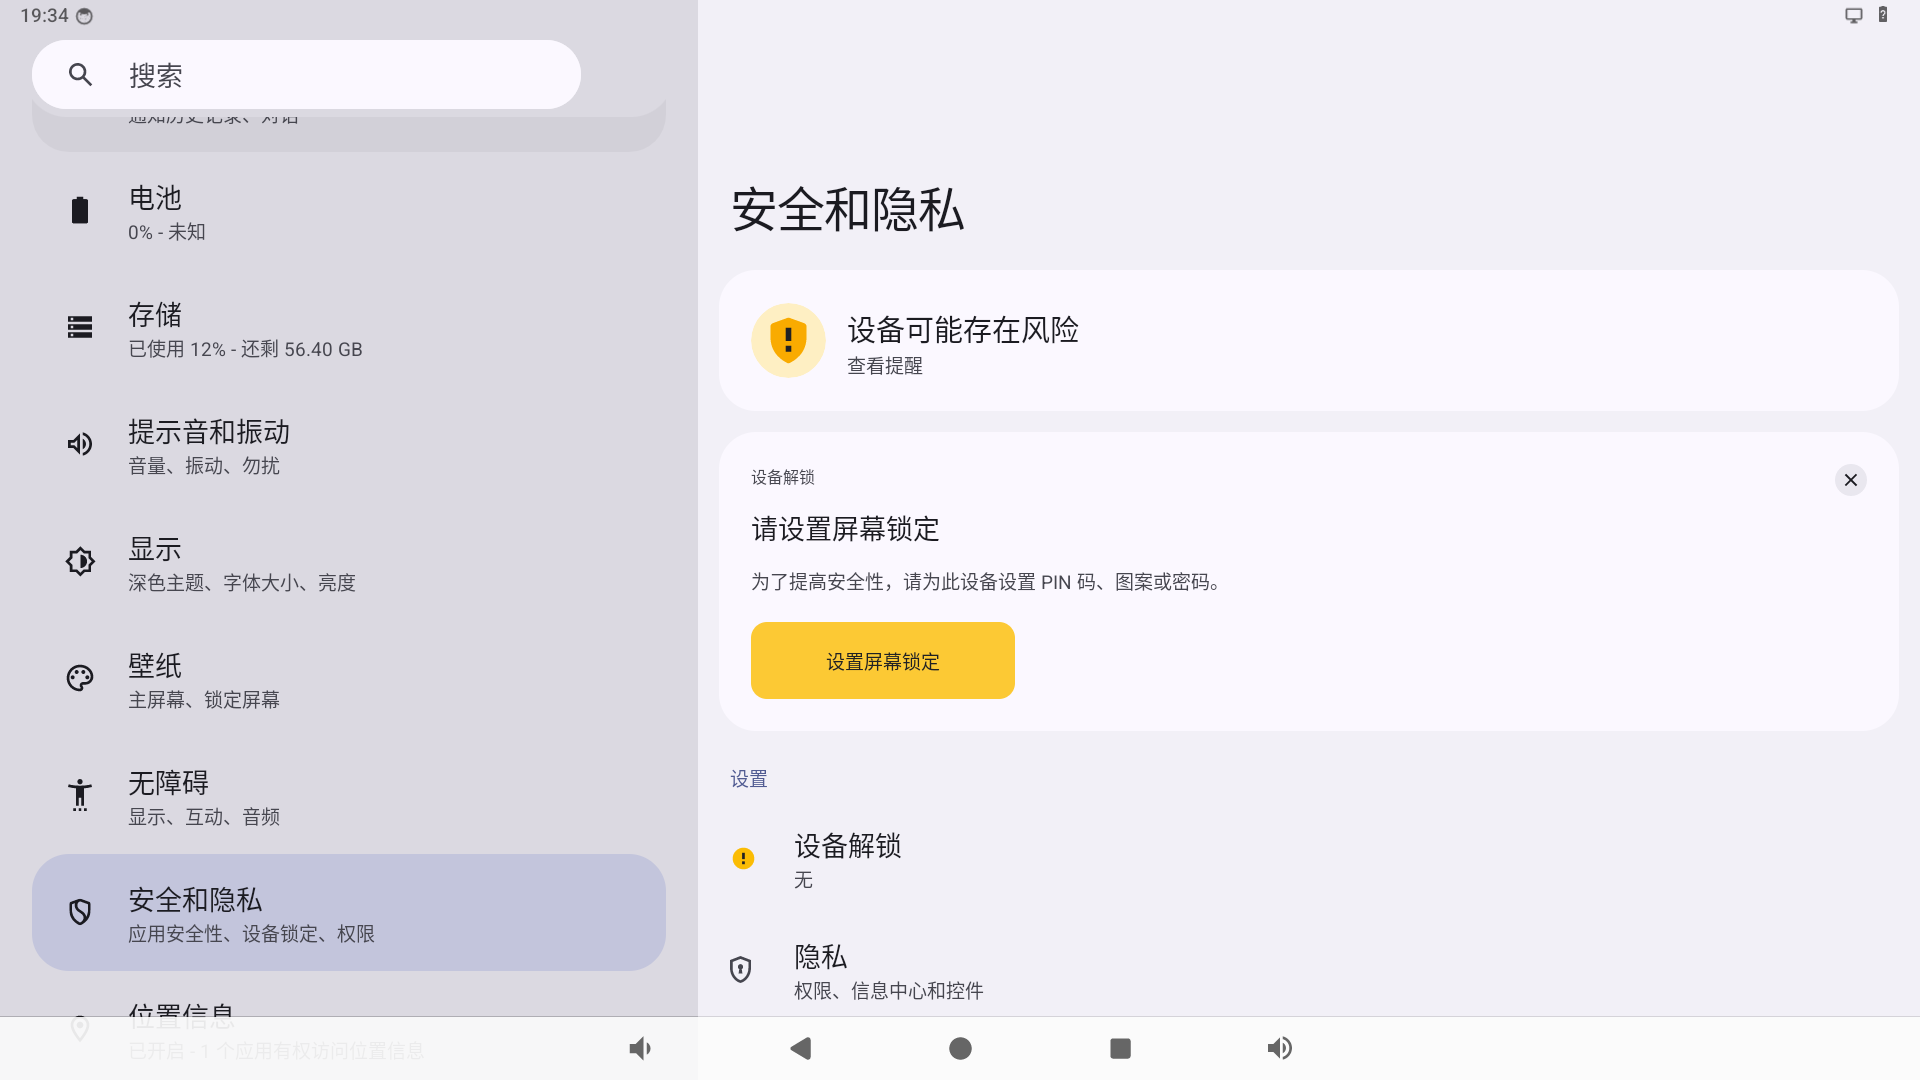 19:34
搜索
通知历史记录、对话
电池
0% - 未知
存储
已使用 12% - 还剩 56.40 GB
提示音和振动
音量、振动、勿扰
显示
深色主题、字体大小、亮度
壁纸
主屏幕、锁定屏幕
无障碍
显示、互动、音频
安全和隐私
应用安全性、设备锁定、权限
位置信息
已开启 - 1 个应用有权访问位置信息
安全和隐私
设备可能存在风险
查看提醒
设备解锁
请设置屏幕锁定
为了提高安全性，请为此设备设置 PIN 码、图案或密码。
设置屏幕锁定
设置
设备解锁
无
隐私
权限、信息中心和控件